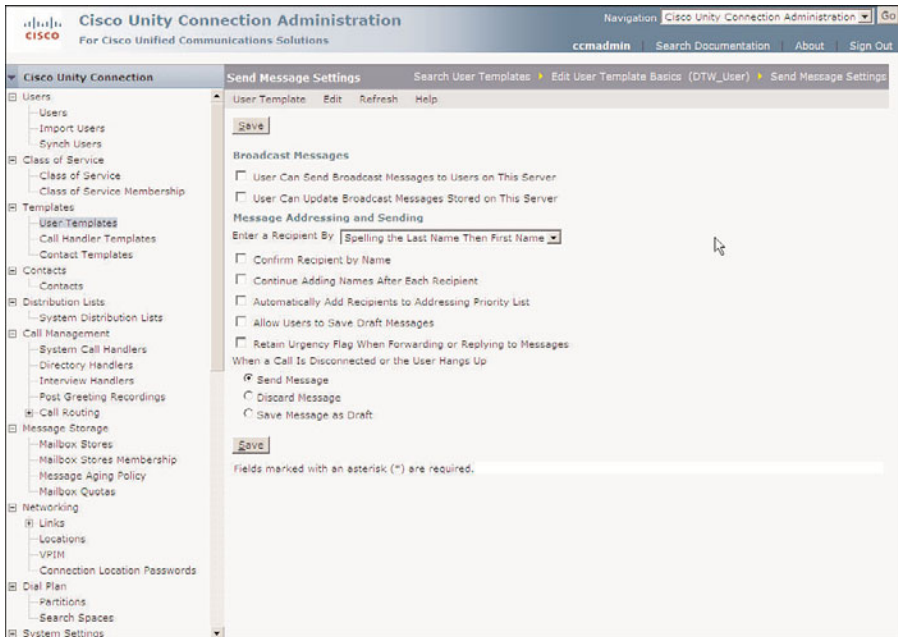 cisco
Cisco Unity Connection Administration
For Cisco Unified Communications Solutions
Navigation Cisco Unity Connection Administration Go
ccmadmin Search Documentation About Sign Out
Cisco Unity Connection
Users
Users
Import Users
Synch Users
Class of Service
Class of Service
Class of Service Membership
Templates
User Templates
Call Handler Templates
Contact Templates
Contacts
Contacts
Distribution Lists
System Distribution Lists
Call Management
System Call Handlers
Directory Handlers
Interview Handlers
Post Greeting Recordings
Call Routing
Message Storage
Mailbox Stores
Mailbox Stores Membership
Message Aging Policy
Mailbox Quotas
Networking
Links
Locations
VPIM
Connection Location Passwords
Dial Plan
Partitions
Search Spaces
System Settings
Send Message Settings
Search User Templates Edit User Template Basics (DTW_User) Send Message Settings
User Template Edit Refresh Help
Save
Broadcast Messages
User Can Send Broadcast Messages to Users on This Server
User Can Update Broadcast Messages Stored on This Server
Message Addressing and Sending
Enter a Recipient By Spelling the Last Name Then First Name
Confirm Recipient by Name
Continue Adding Names After Each Recipient
Automatically Add Recipients to Addressing Priority List
Allow Users to Save Draft Messages
Retain Urgency Flag When Forwarding or Replying to Messages
When a Call Is Disconnected or the User Hangs Up
Send Message
Discard Message
Save Message as Draft
Save
Fields marked with an asterisk (*) are required.